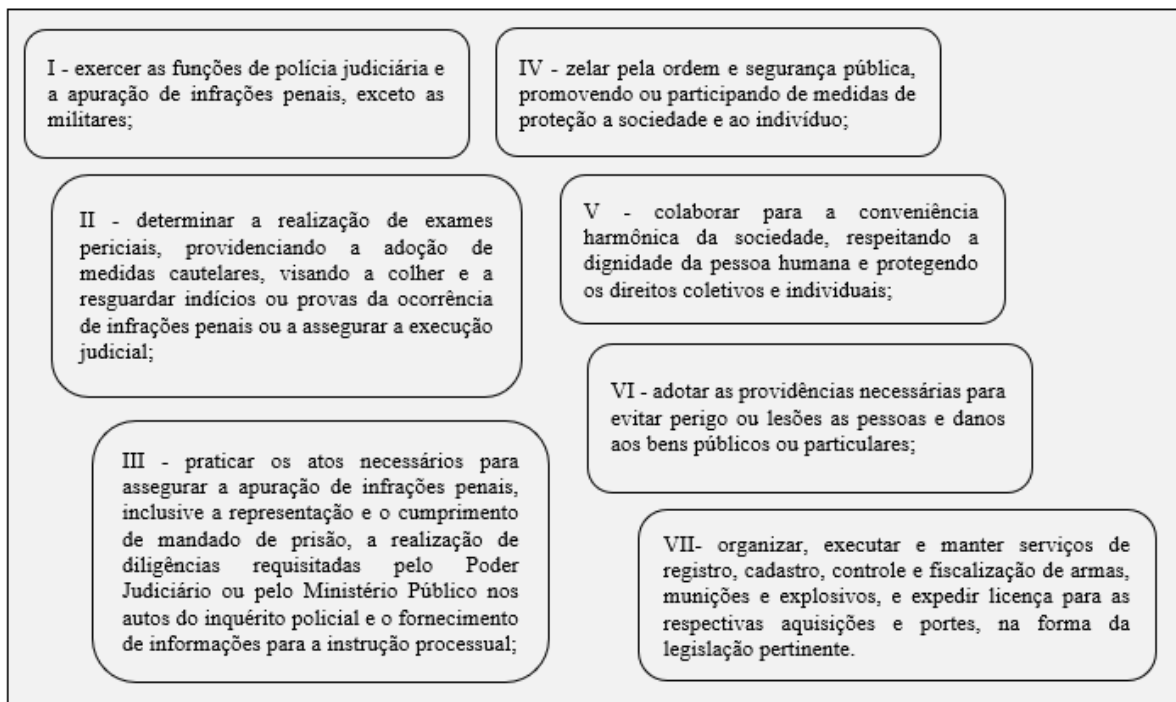 I - exercer as funções de polícia judiciária e
a apuração de infrações penais, exceto as
militares;
II - determinar a realização de exames
periciais, providenciando a adoção de
medidas cautelares, visando a colher e a
resguardar indícios ou provas da ocorrência
de infrações penais ou a assegurar a execução
judicial;
III - praticar os atos necessários para
assegurar a apuração de infrações penais,
inclusive a representação e o cumprimento
de mandado de prisão, a realização de
diligências requisitadas pelo Poder
Judiciário ou pelo Ministério Público nos
autos do inquérito policial e o fornecimento
de informações para a instrução processual;
IV - zelar pela ordem e segurança pública,
promovendo ou participando de medidas de
proteção a sociedade e ao indivíduo;
V - colaborar para a conveniência
harmônica da sociedade, respeitando a
dignidade da pessoa humana e protegendo
os direitos coletivos e individuais;
VI - adotar as providências necessárias para
evitar perigo ou lesões as pessoas e danos
aos bens públicos ou particulares;
VII- organizar, executar e manter serviços de
registro, cadastro, controle e fiscalização de armas,
munições e explosivos, e expedir licença para as
respectivas aquisições e portes, na forma da
legislação pertinente.